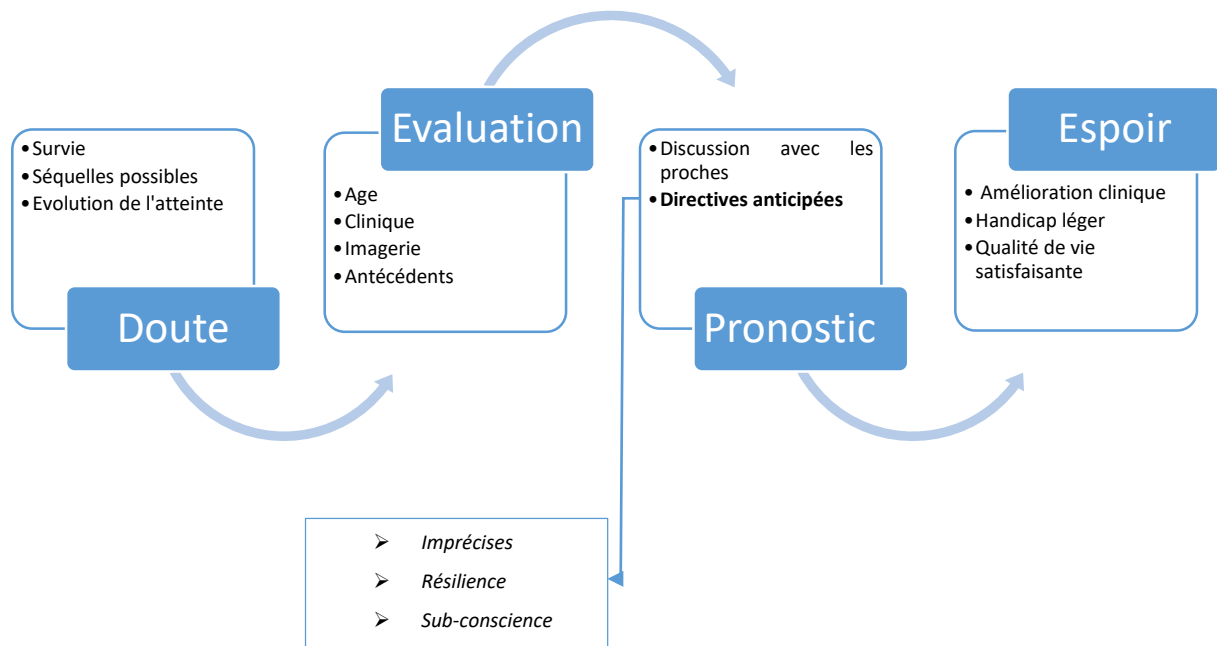 • Survie
• Séquelles possibles
• Evolution de l'atteinte
Doute
Evaluation
• Age
• Clinique
• Imagerie
• Antécédents
• Discussion avec les
proches
• Directives anticipées
Pronostic
Espoir
• Amélioration clinique
• Handicap léger
• Qualité de vie
satisfaisante
➢ Imprécises
➢ Résilience
➢ Sub-conscience